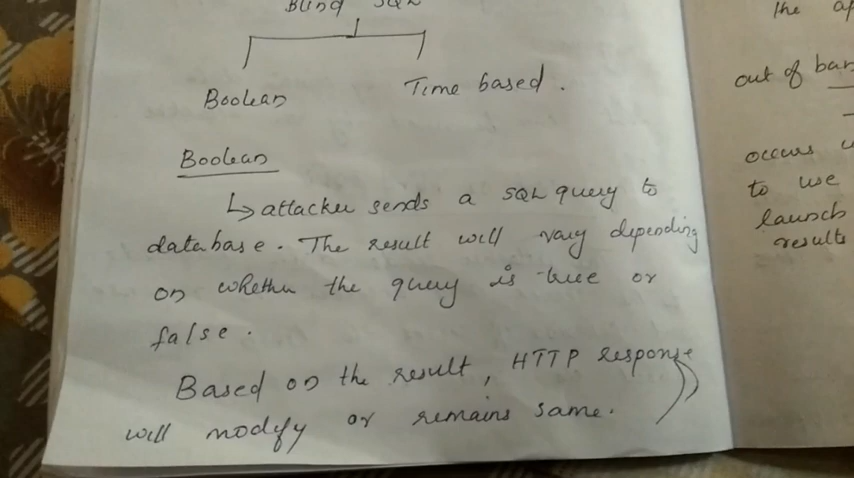 Blind SQL
Boolean
Time based.
Boolean
↳ attacker sends a SQL query to
database. The result will vary depending
on whether the query is true or
false.
Based on the result, HTTP response
will modify or remains same.
the
out of
occurs
to use
launch
results